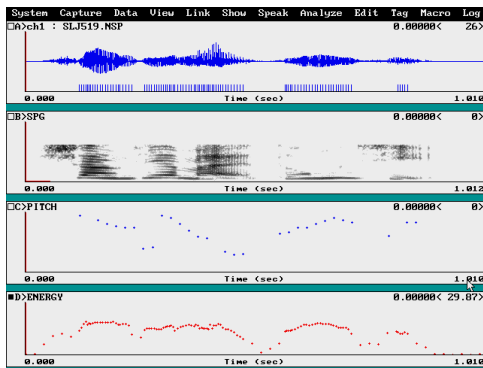 System Capture Data View Link Show Speak Analyze Edit Tag Macro Log
□A>ch1 : SLJ519.NSP 0.00000< 26>
0.000 Time (sec) 1.010
□B>SPG 0.00000< 0>
0.000 Time (sec) 1.012
□C>PITCH 0.00000< 0>
0.000 Time (sec) 1.010
■D>ENERGY 0.00000< 29.87>
0.000 Time (sec) 1.010